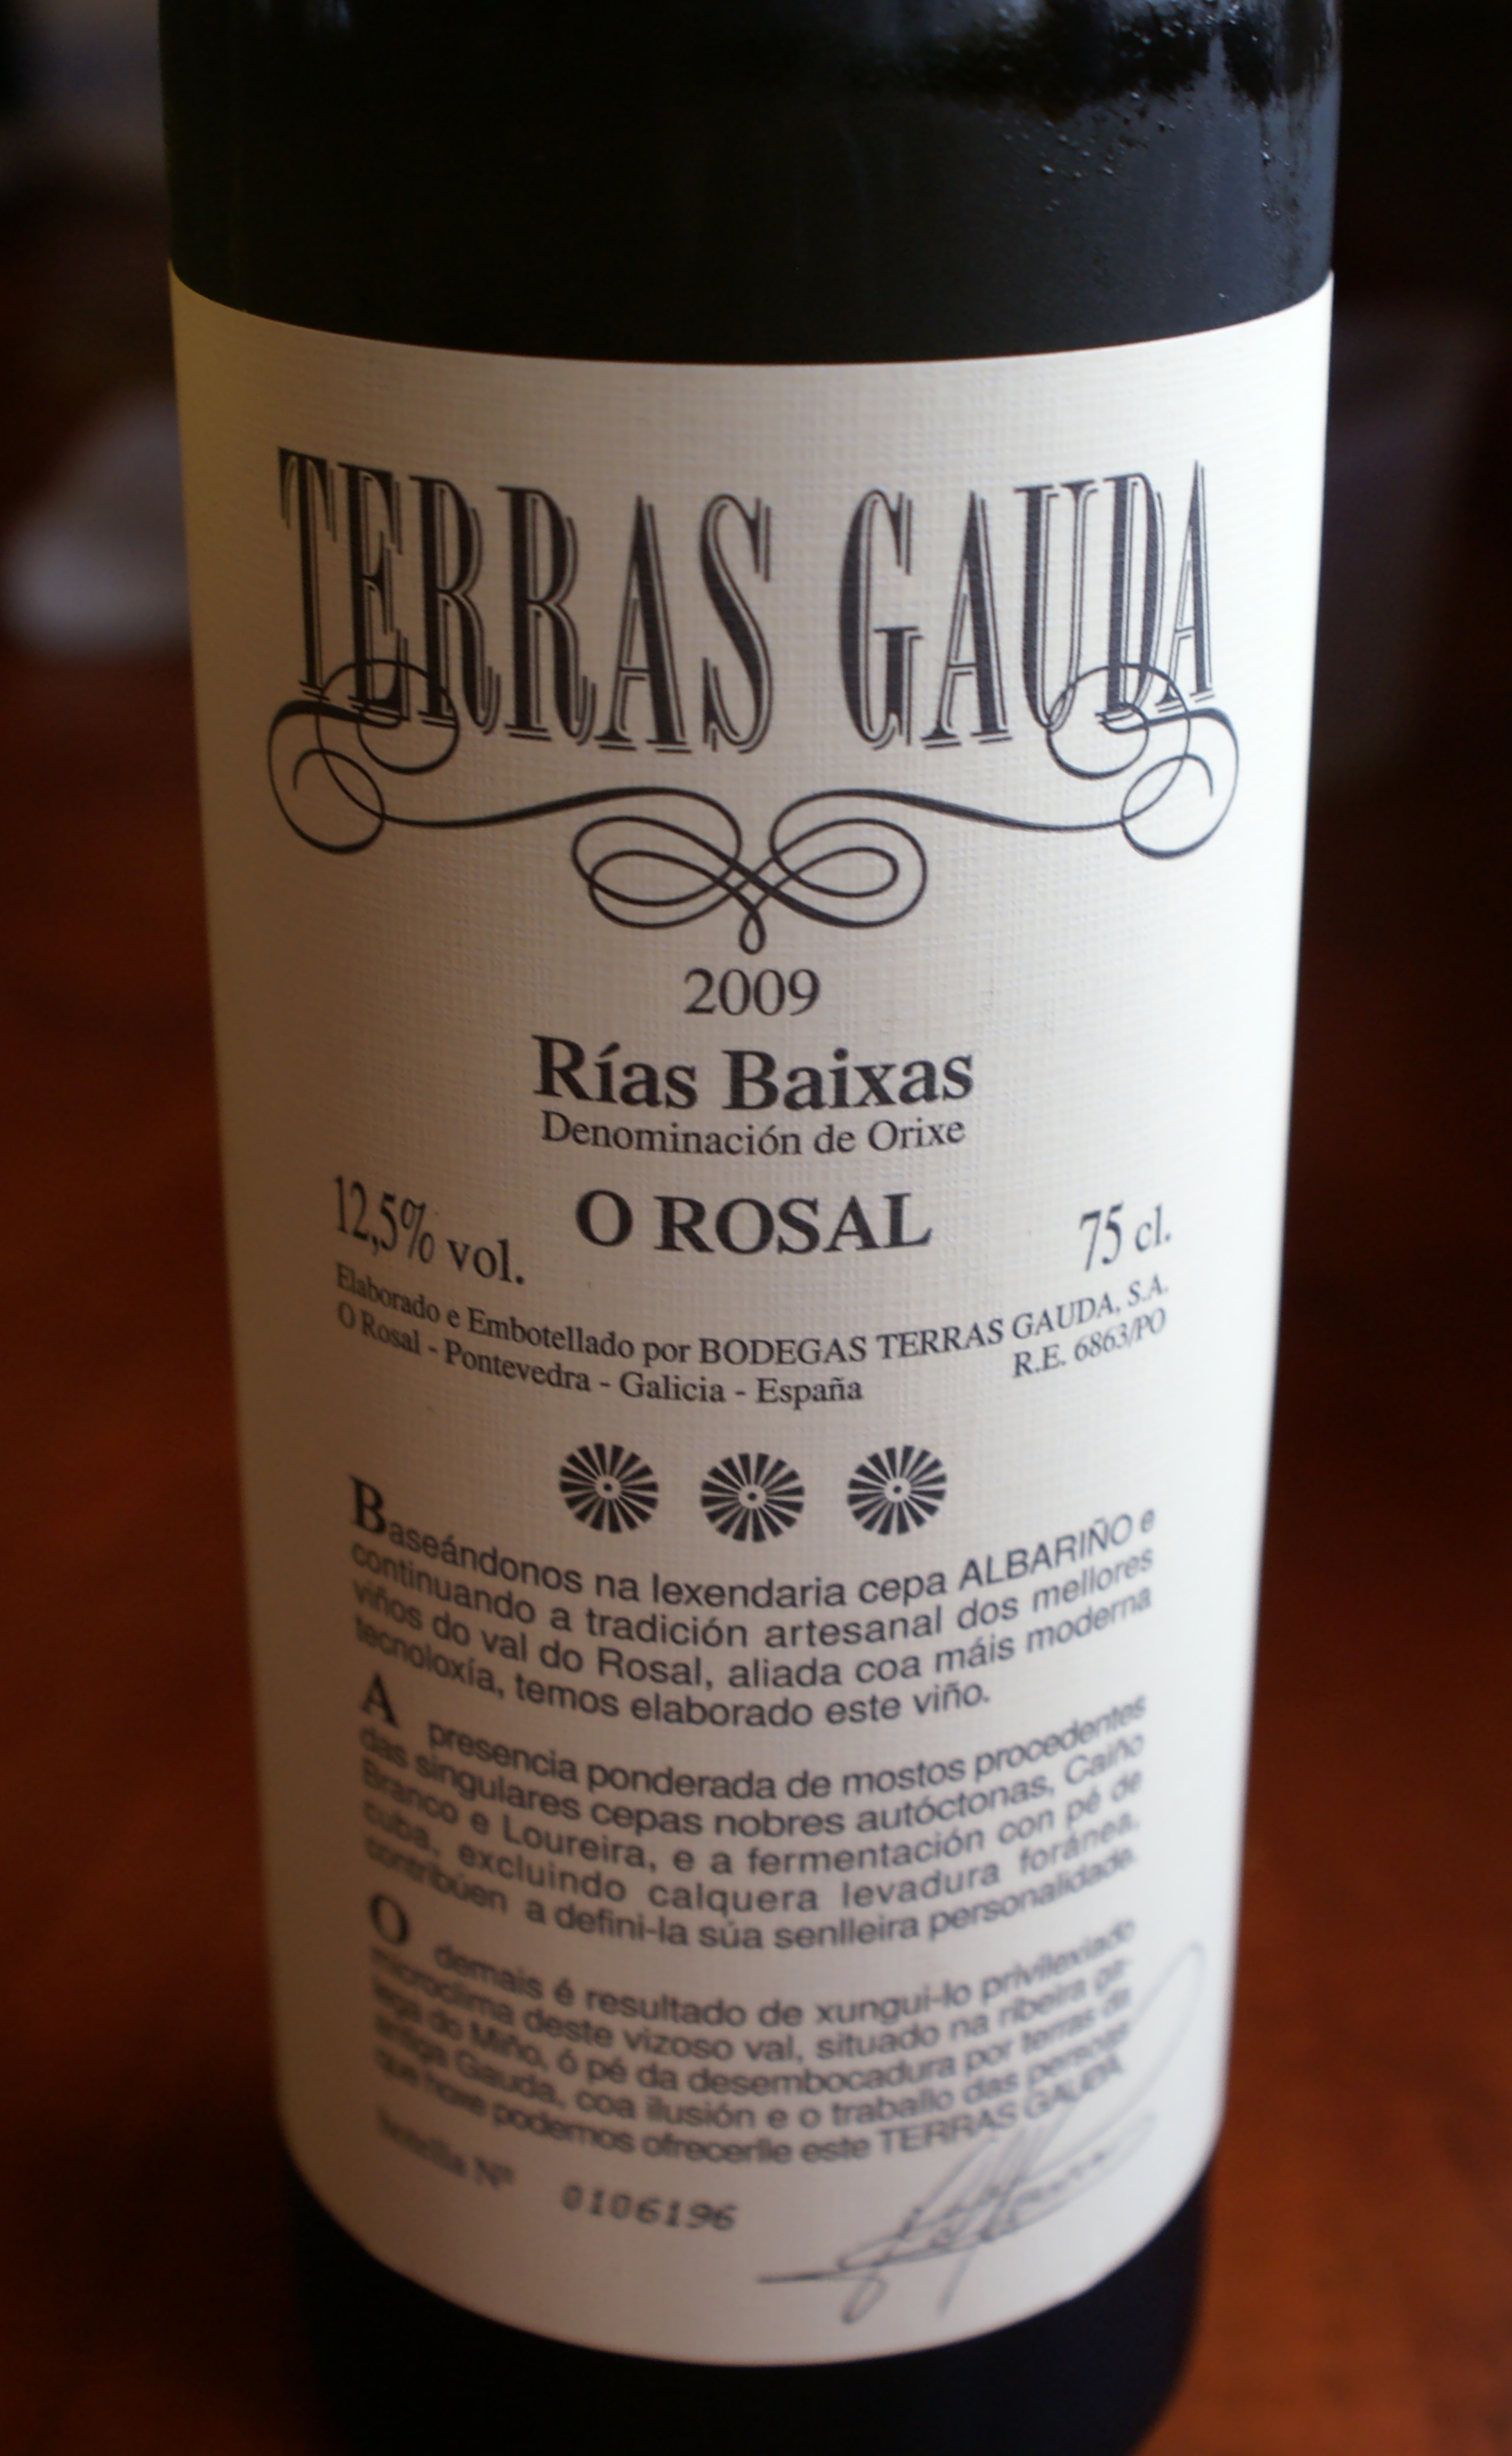 TERRAS GAUDA
2009
Rías Baixas
Denominación de Orixe
12,5% vol.
O ROSAL
75 cl.
Elaborado e Embotellado por BODEGAS TERRAS GAUDA, S.A.
O Rosal - Pontevedra - Galicia - España
R.E. 6863/PO
Baseándonos na lexendaria cepa ALBARIÑO e
continuando a tradición artesanal dos mellores
viños do val do Rosal, aliada coa máis moderna
tecnoloxía, temos elaborado este viño.
A presencia ponderada de mostos procedentes
das singulares cepas nobres autóctonas, Caiño
Branco e Loureira, e a fermentación con pé de
cuba, excluindo calquera levadura foránea,
contribúen a defini-la súa senlleira personalidade.
O demais é resultado de xungui-lo privilexiado
microclima deste vizoso val, situado na ribeira ga-
lega do Miño, ó pé da desembocadura por terras da
antiga Gauda, coa ilusión e o traballo das persoas
que hoxe podemos ofrecerlle este TERRAS GAUDA.
botella Nº 0106196